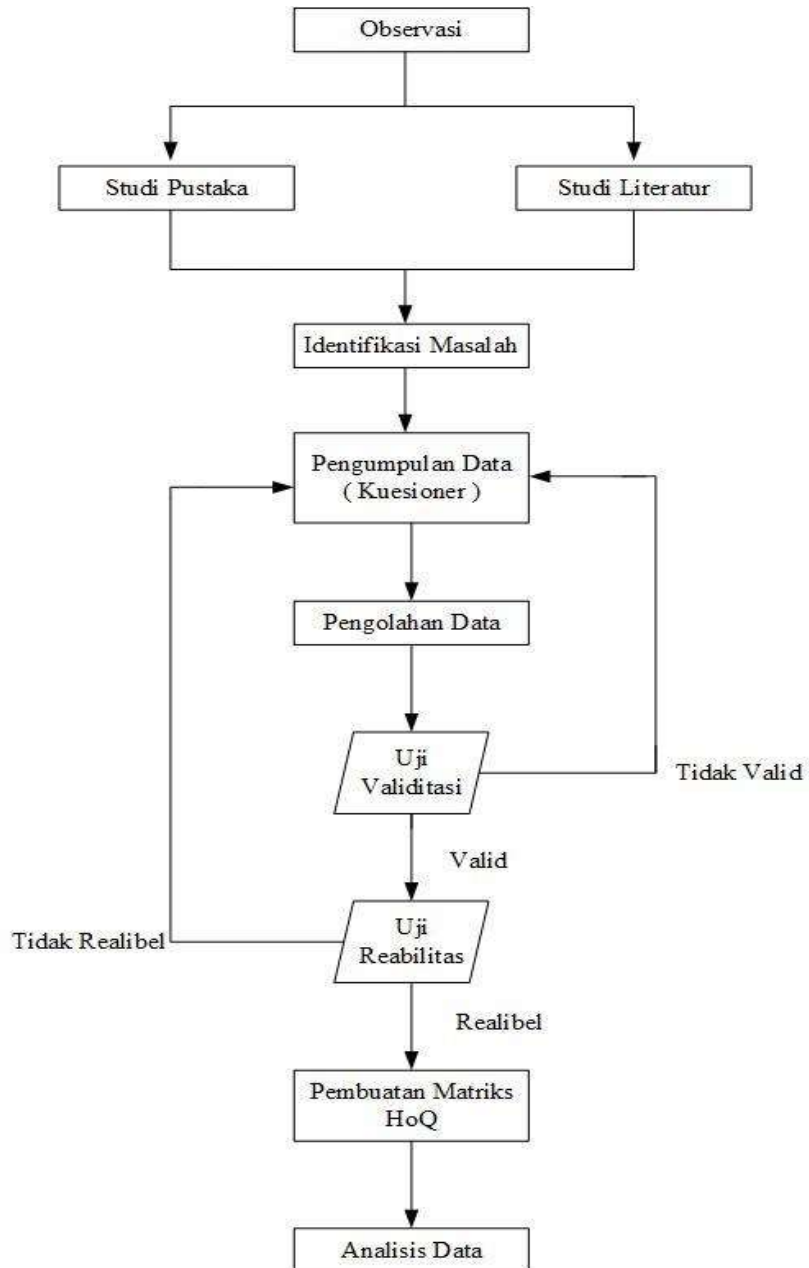 Observasi
Studi Pustaka
Studi Literatur
Identifikasi Masalah
Pengumpulan Data
( Kuesioner )
Pengolahan Data
Uji
Validitasi
Tidak Valid
Valid
Uji
Reabilitas
Tidak Realibel
Realibel
Pembuatan Matriks
HoQ
Analisis Data